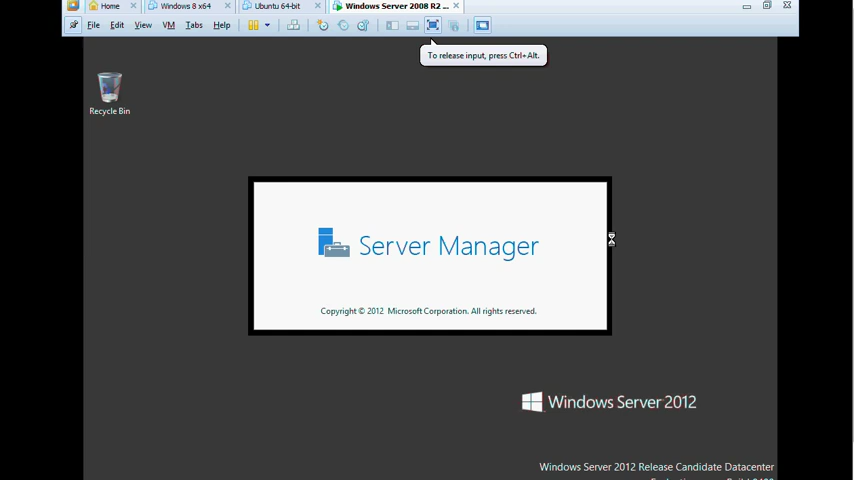 Home
Windows 8 x64
Ubuntu 64-bit
Windows Server 2008 R2 ...
File Edit View VM Tabs Help
To release input, press Ctrl+Alt.
Recycle Bin
Server Manager
Copyright © 2012 Microsoft Corporation. All rights reserved.
Windows Server 2012
Windows Server 2012 Release Candidate Datacenter